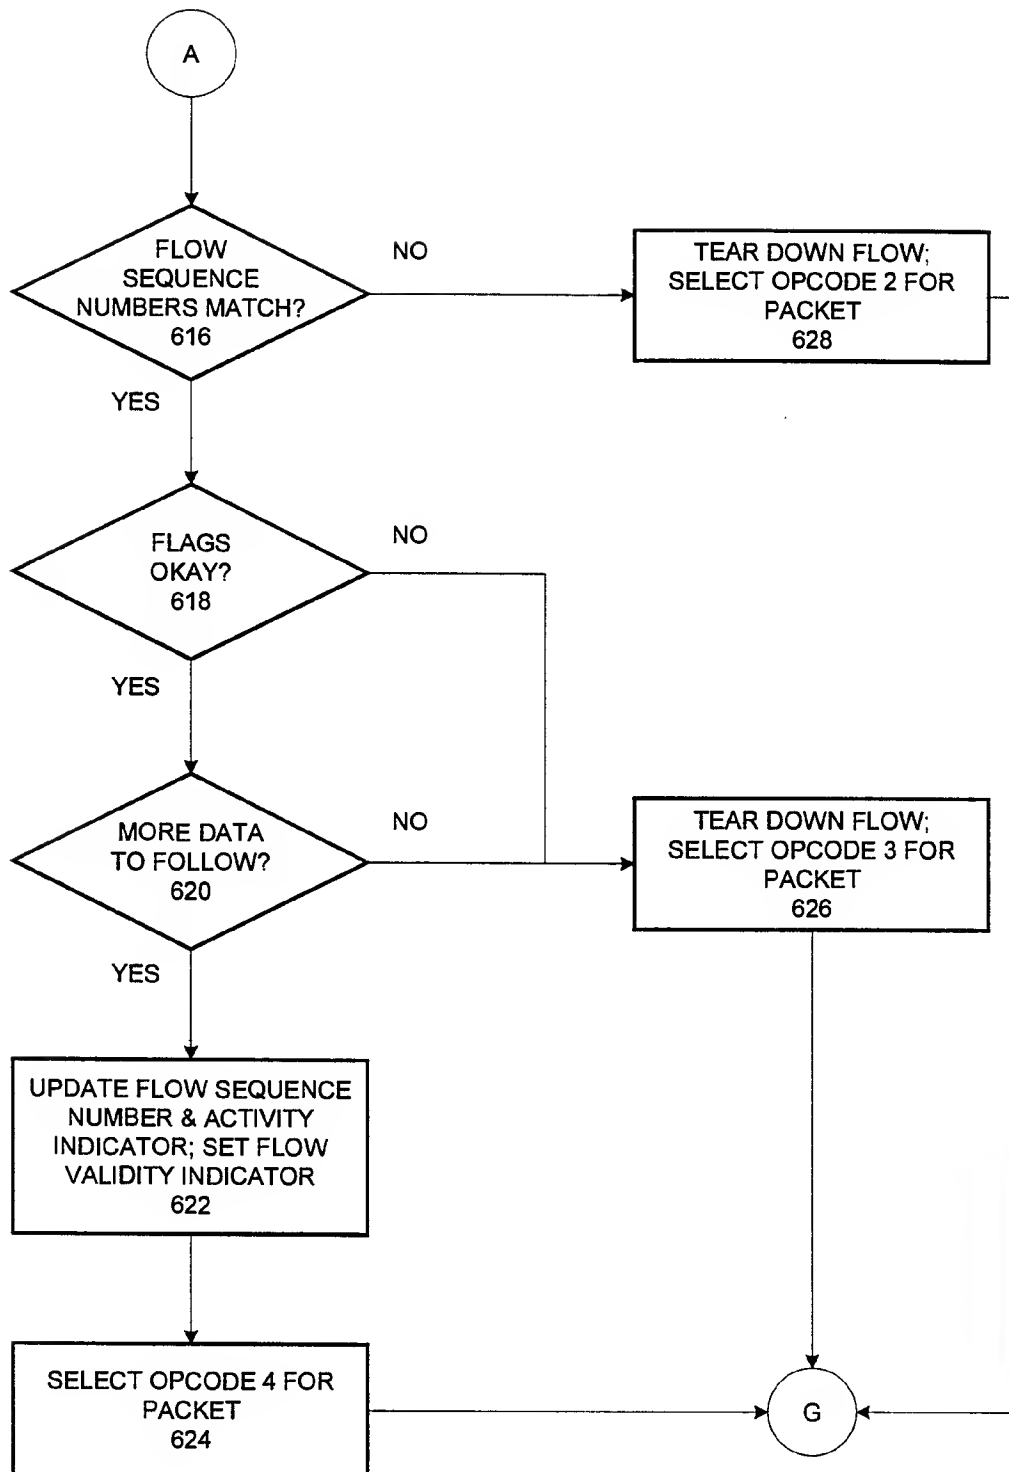 A
FLOW
SEQUENCE
NUMBERS MATCH?
616
NO
YES
TEAR DOWN FLOW;
SELECT OPCODE 2 FOR
PACKET
628
FLAGS
OKAY?
618
NO
YES
MORE DATA
TO FOLLOW?
620
NO
YES
TEAR DOWN FLOW;
SELECT OPCODE 3 FOR
PACKET
626
UPDATE FLOW SEQUENCE
NUMBER & ACTIVITY
INDICATOR; SET FLOW
VALIDITY INDICATOR
622
SELECT OPCODE 4 FOR
PACKET
624
G